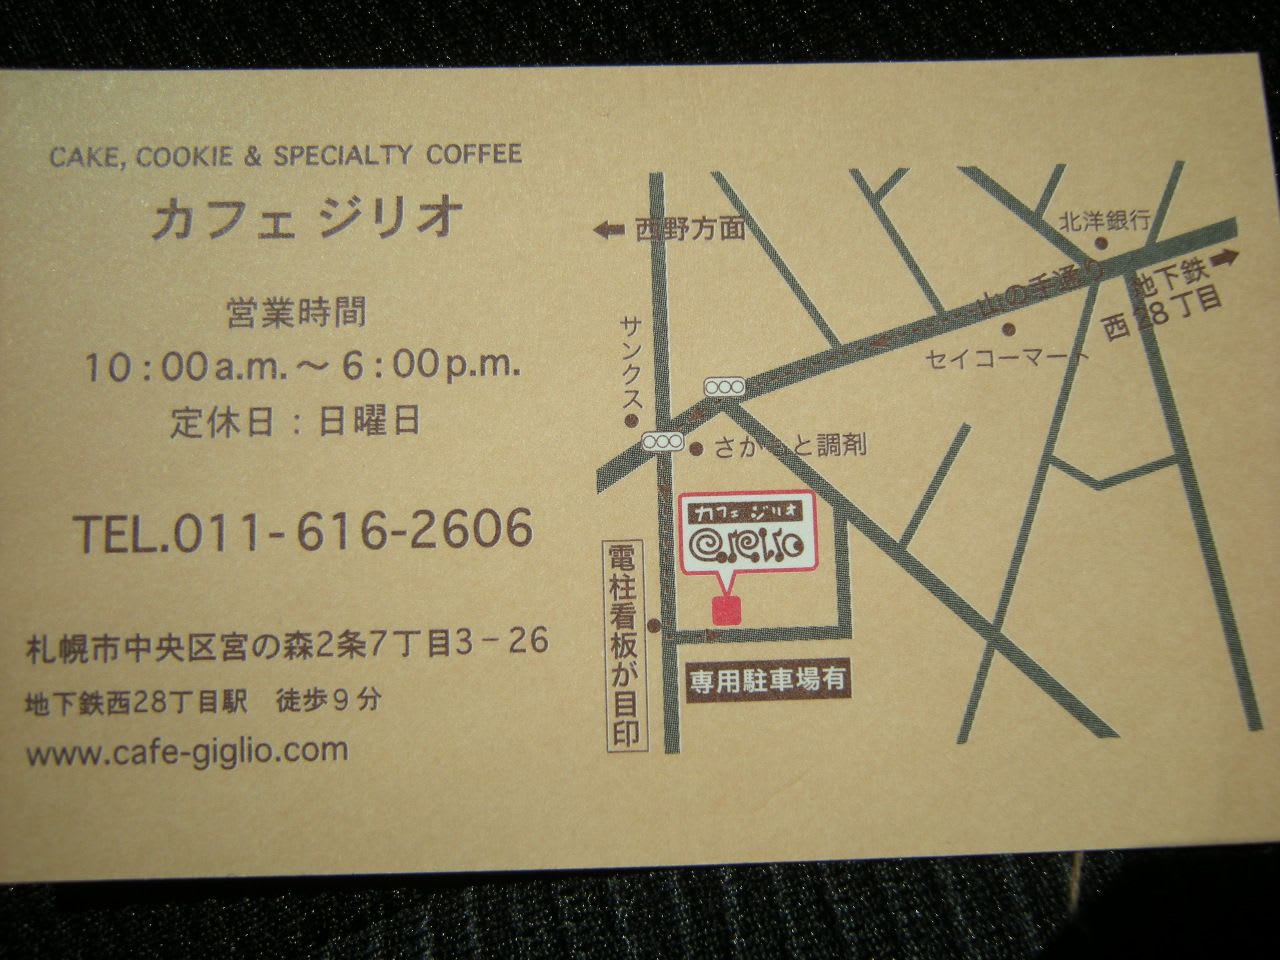 CAKE, COOKIE & SPECIALTY COFFEE
カフェ ジリオ
営業時間
10:00a.m.〜6:00p.m.
定休日：日曜日
TEL.011-616-2606
札幌市中央区宮の森2条7丁目3-26
地下鉄西28丁目駅　徒歩9分
www.cafe-giglio.com
← 西野方面
北洋銀行
山の手通り
地下鉄 →
西28丁目
セイコーマート
サンクス
さかもと調剤
カフェ ジリオ
電柱看板が目印
専用駐車場有